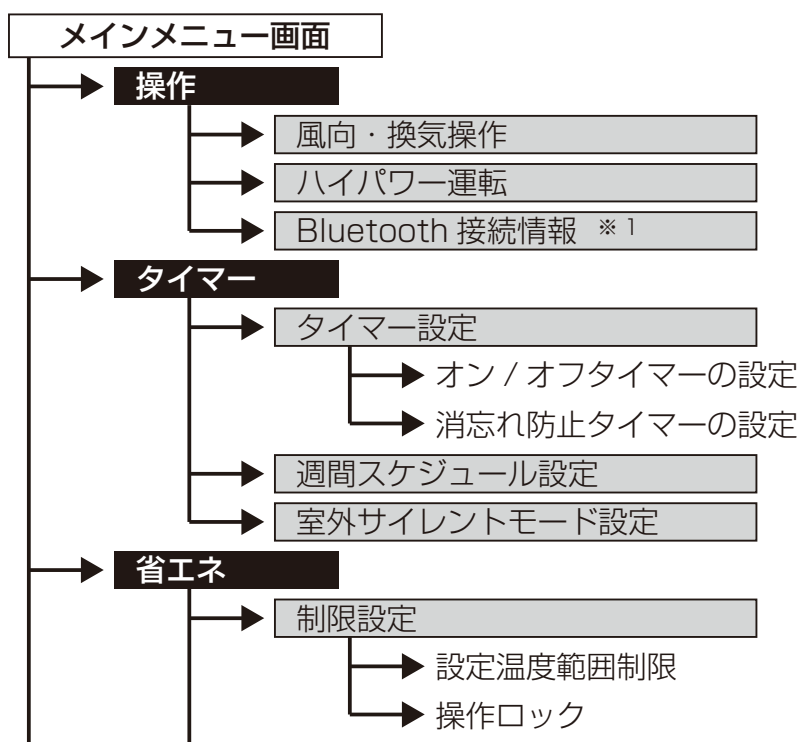 メインメニュー画面
操作
風向・換気操作
ハイパワー運転
Bluetooth 接続情報 ※1
タイマー
タイマー設定
オン / オフタイマーの設定
消忘れ防止タイマーの設定
週間スケジュール設定
室外サイレントモード設定
省エネ
制限設定
設定温度範囲制限
操作ロック